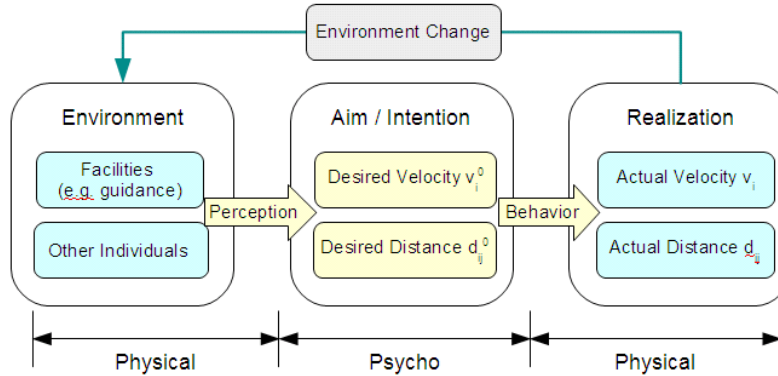 Environment Change
Environment
Aim / Intention
Realization
Facilities
(e.g. guidance)
Desired Velocity v_i^0
Actual Velocity v_i
Perception
Behavior
Other Individuals
Desired Distance d_ij^0
Actual Distance d_ij
Physical
Psycho
Physical